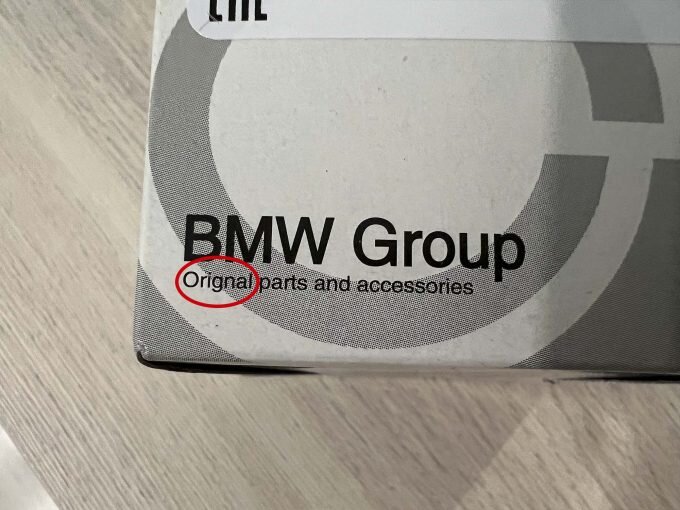 BMW Group
Orignal parts and accessories